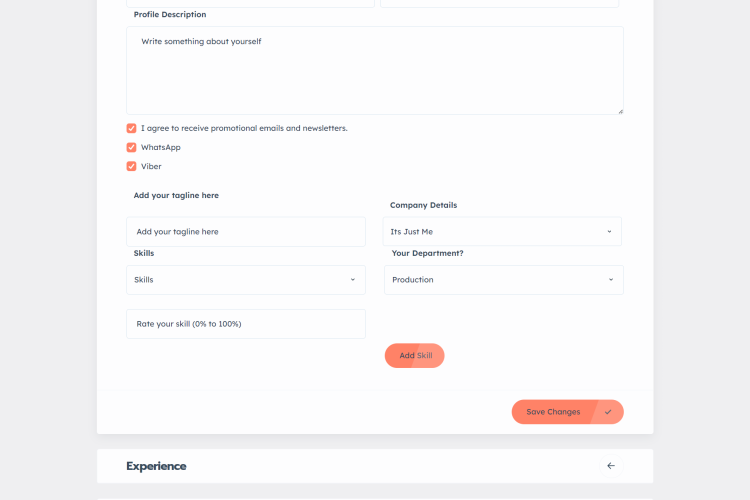 Profile Description
Write something about yourself
I agree to receive promotional emails and newsletters.
WhatsApp
Viber
Add your tagline here
Company Details
Add your tagline here
Its Just Me
Skills
Your Department?
Skills
Production
Rate your skill (0% to 100%)
Add Skill
Save Changes
Experience